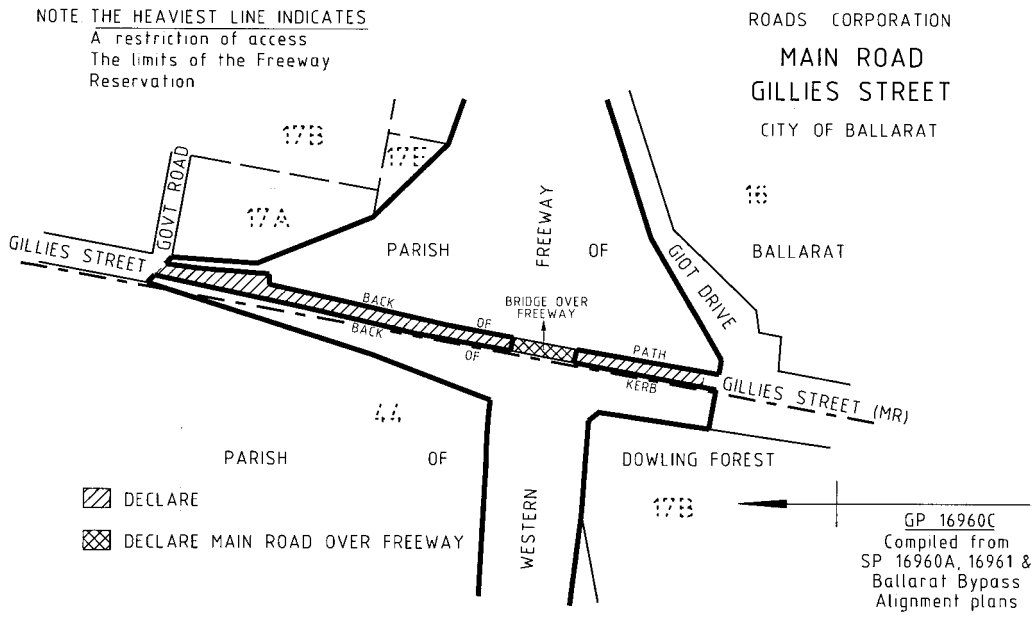 NOTE THE HEAVIEST LINE INDICATES
A restriction of access
The limits of the Freeway
Reservation
ROADS CORPORATION
MAIN ROAD
GILLIES STREET
CITY OF BALLARAT
17B
17E
17A
GOVT ROAD
GILLIES STREET
PARISH
FREEWAY
OF
16
BALLARAT
GIOT DRIVE
BRIDGE OVER
FREEWAY
BACK
OF
PATH
BACK
OF
KERB
GILLIES STREET (MR)
44
PARISH
OF
DOWLING FOREST
17B
WESTERN
DECLARE
DECLARE MAIN ROAD OVER FREEWAY
GP 16960C
Compiled from
SP 16960A, 16961 &
Ballarat Bypass
Alignment plans